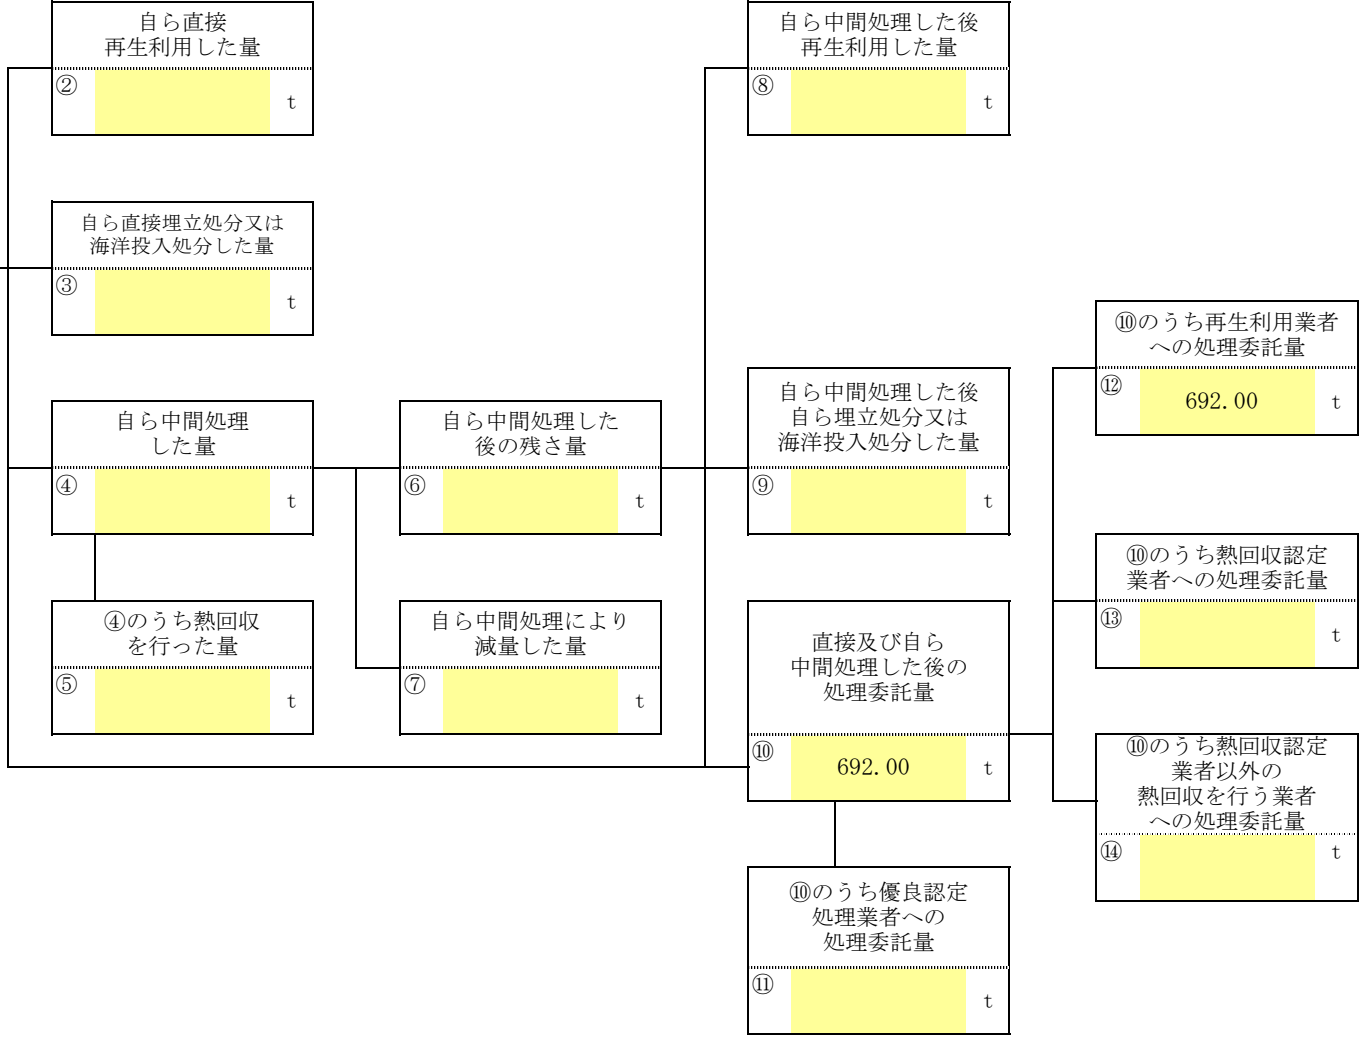 自ら直接
再生利用した量
②
t
自ら直接埋立処分又は
海洋投入処分した量
③
t
自ら中間処理
した量
④
t
④のうち熱回収
を行った量
⑤
t
自ら中間処理した
後の残さ量
⑥
t
自ら中間処理により
減量した量
⑦
t
自ら中間処理した後
再生利用した量
⑧
t
自ら中間処理した後
自ら埋立処分又は
海洋投入処分した量
⑨
t
直接及び自ら
中間処理した後の
処理委託量
⑩ 692.00 t
⑩のうち優良認定
処理業者への
処理委託量
⑪
t
⑩のうち再生利用業者
への処理委託量
⑫ 692.00 t
⑩のうち熱回収認定
業者への処理委託量
⑬
t
⑩のうち熱回収認定
業者以外の
熱回収を行う業者
への処理委託量
⑭
t